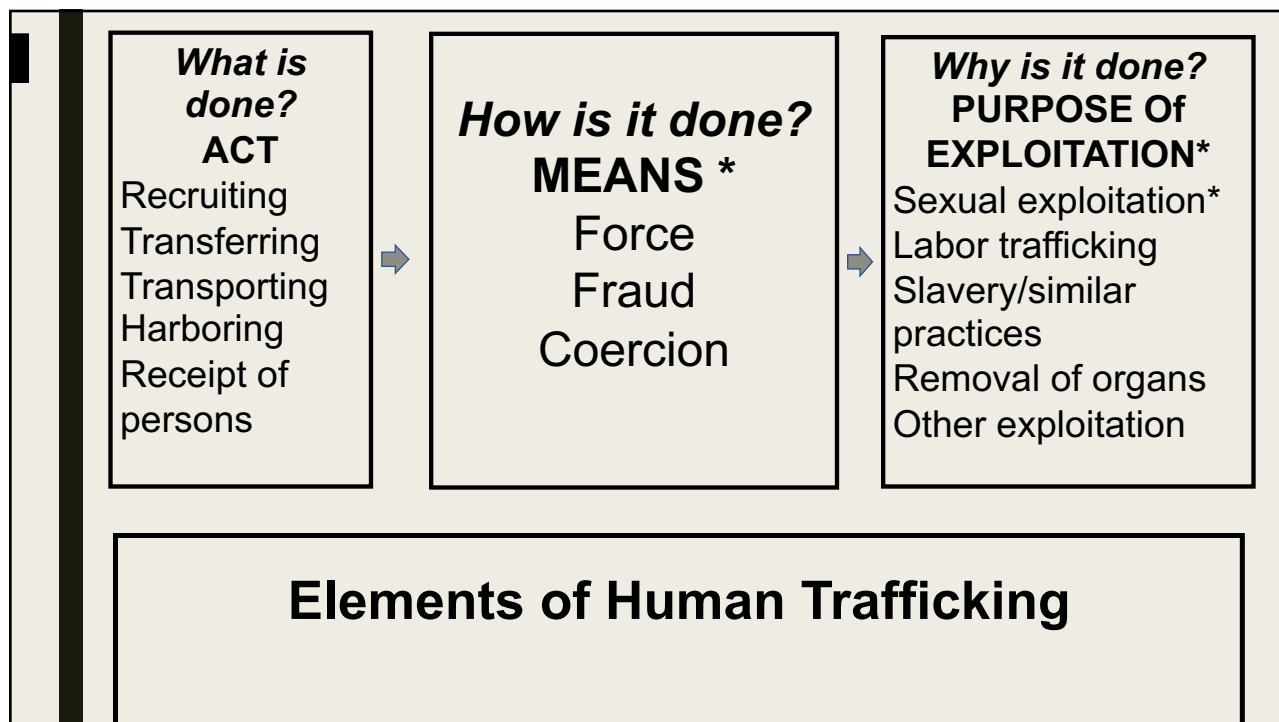 What is
done?
ACT
Recruiting
Transferring
Transporting
Harboring
Receipt of
persons
How is it done?
MEANS *
Force
Fraud
Coercion
Why is it done?
PURPOSE Of
EXPLOITATION*
Sexual exploitation*
Labor trafficking
Slavery/similar
practices
Removal of organs
Other exploitation
Elements of Human Trafficking